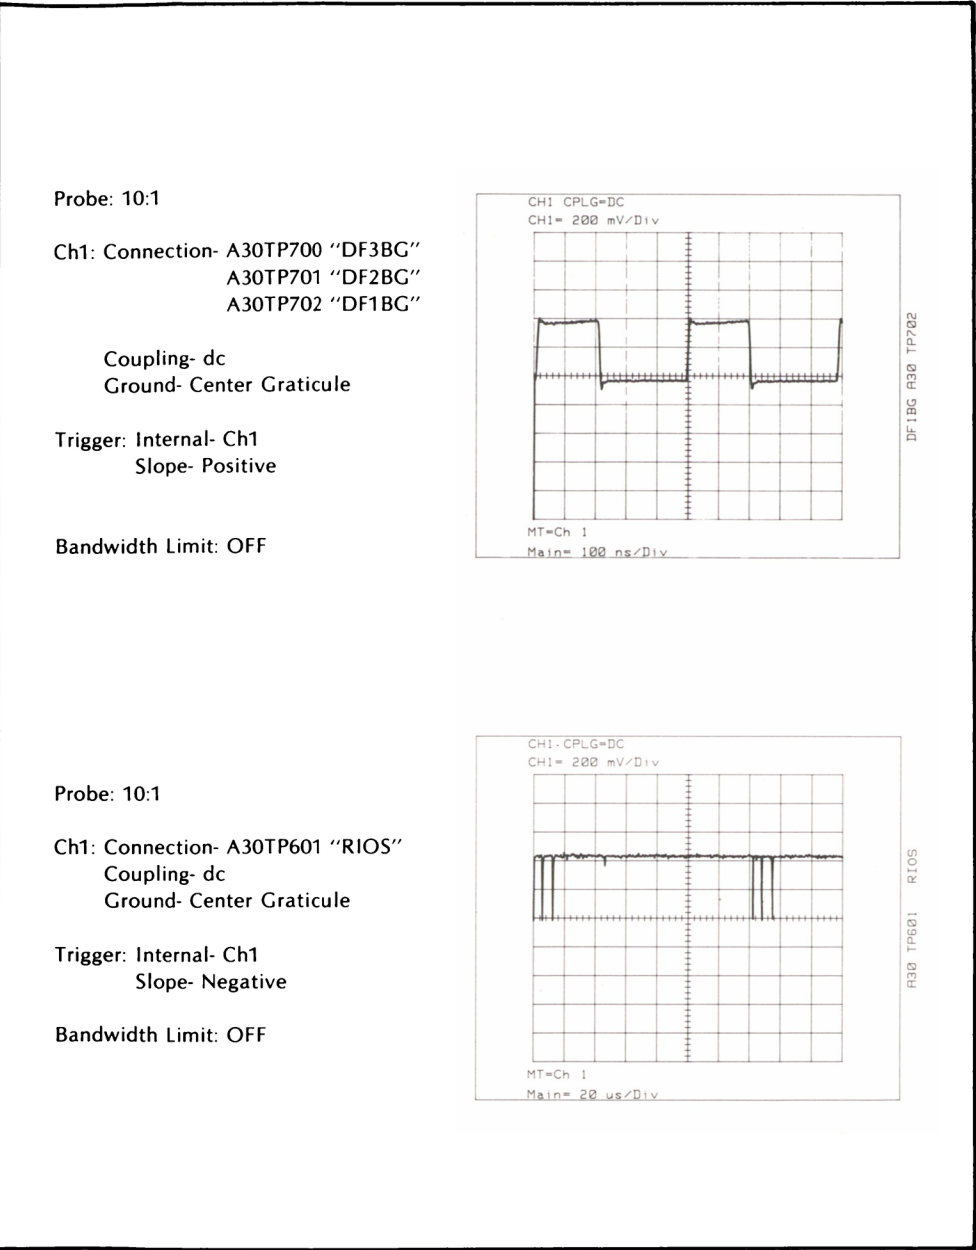 Probe: 10:1
Ch1: Connection- A30TP700 "DF3BG"
A30TP701 "DF2BG"
A30TP702 "DF1BG"
Coupling- dc
Ground- Center Graticule
Trigger: Internal- Ch1
Slope- Positive
Bandwidth Limit: OFF
CH1 CPLG=DC
CH1= 200 mV/Div
MT=Ch 1
Main= 100 ns/Div
DF1BG A30 TP702
Probe: 10:1
Ch1: Connection- A30TP601 "RIOS"
Coupling- dc
Ground- Center Graticule
Trigger: Internal- Ch1
Slope- Negative
Bandwidth Limit: OFF
CH1 CPLG=DC
CH1= 200 mV/Div
MT=Ch 1
Main= 20 us/Div
A30 TP601 RIOS